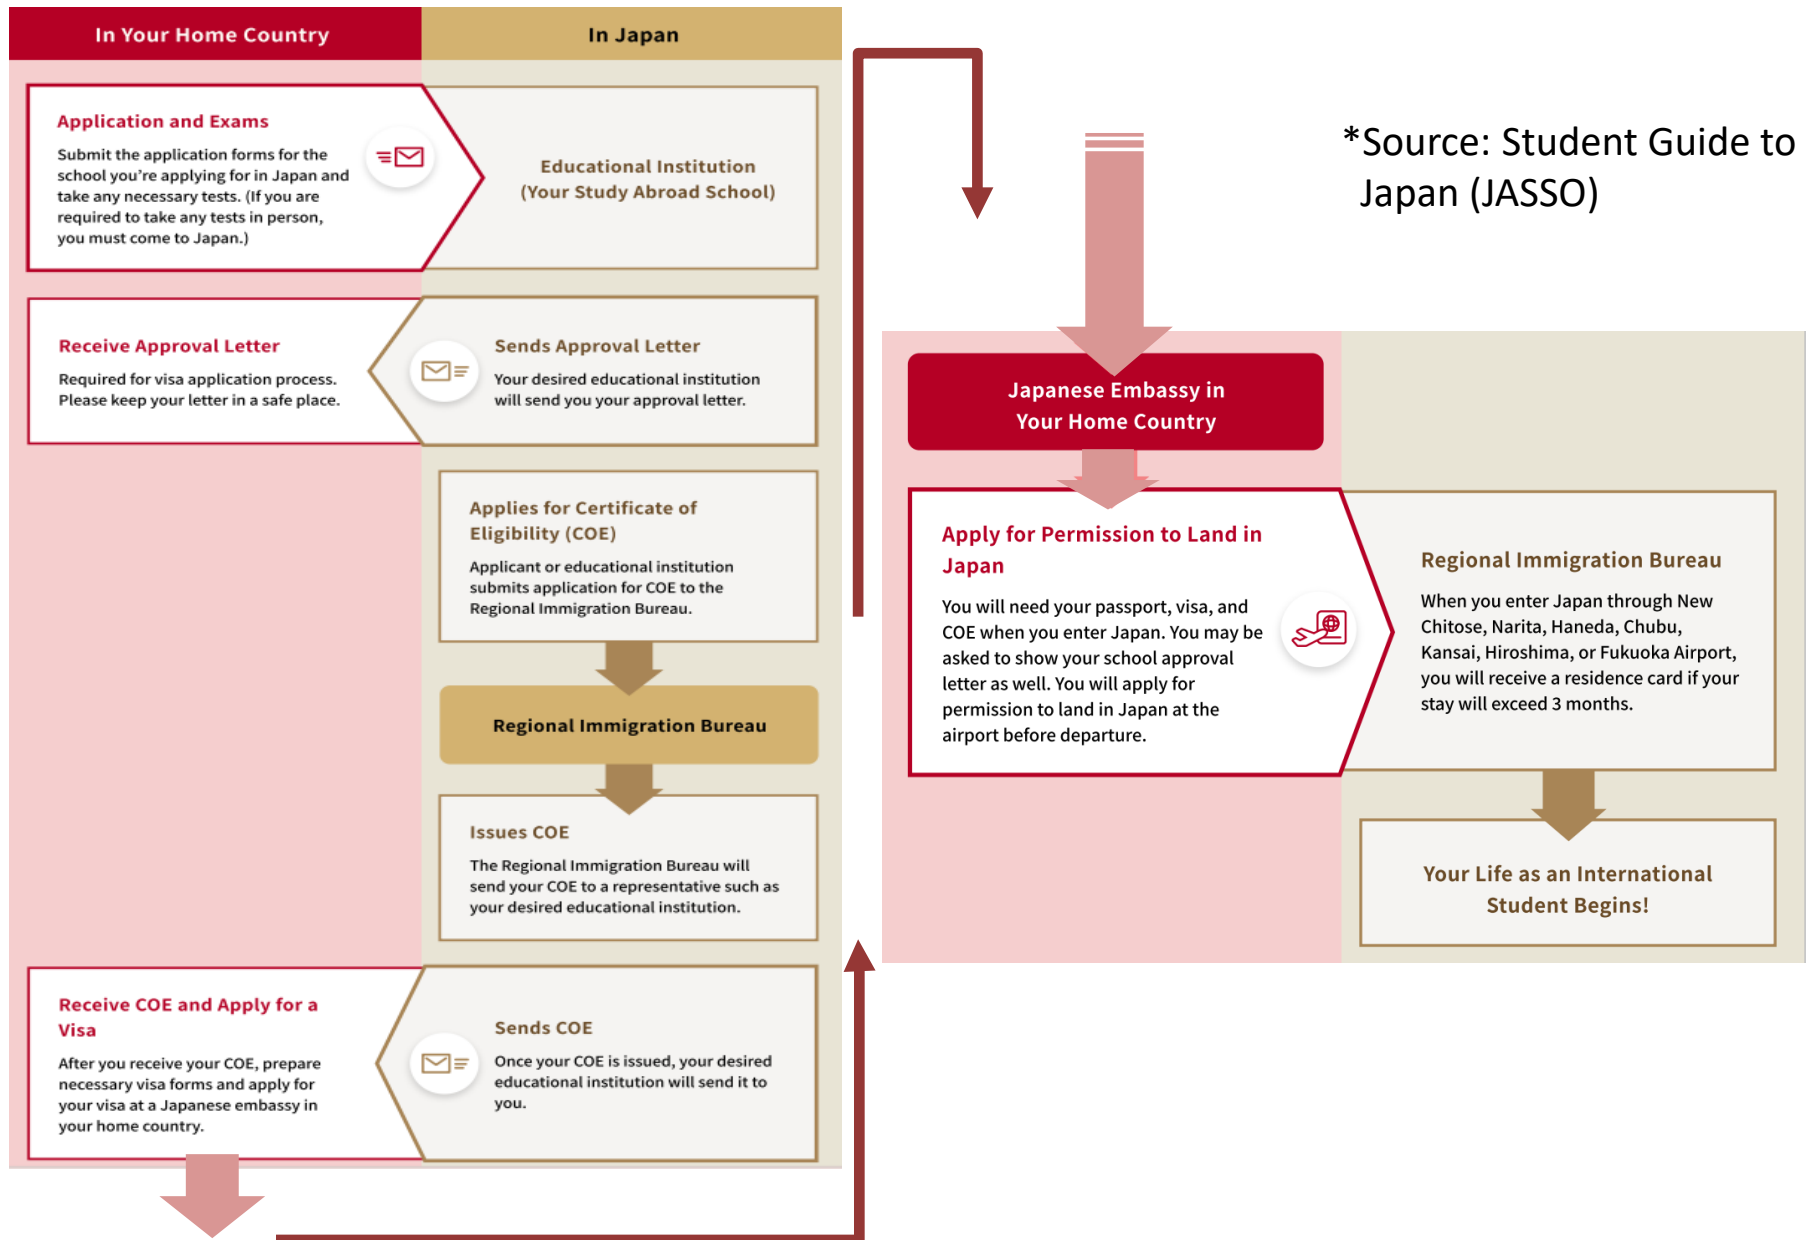 In Your Home Country
In Japan
Application and Exams
Submit the application forms for the
school you're applying for in Japan and
take any necessary tests. (If you are
required to take any tests in person,
you must come to Japan.)
Educational Institution
(Your Study Abroad School)
Receive Approval Letter
Required for visa application process.
Please keep your letter in a safe place.
Sends Approval Letter
Your desired educational institution
will send you your approval letter.
Applies for Certificate of
Eligibility (COE)
Applicant or educational institution
submits application for COE to the
Regional Immigration Bureau.
Regional Immigration Bureau
Issues COE
The Regional Immigration Bureau will
send your COE to a representative such as
your desired educational institution.
Receive COE and Apply for a
Visa
After you receive your COE, prepare
necessary visa forms and apply for
your visa at a Japanese embassy in
your home country.
Sends COE
Once your COE is issued, your desired
educational institution will send it to
you.
*Source: Student Guide to
Japan (JASSO)
Japanese Embassy in
Your Home Country
Apply for Permission to Land in
Japan
You will need your passport, visa, and
COE when you enter Japan. You may be
asked to show your school approval
letter as well. You will apply for
permission to land in Japan at the
airport before departure.
Regional Immigration Bureau
When you enter Japan through New
Chitose, Narita, Haneda, Chubu,
Kansai, Hiroshima, or Fukuoka Airport,
you will receive a residence card if your
stay will exceed 3 months.
Your Life as an International
Student Begins!